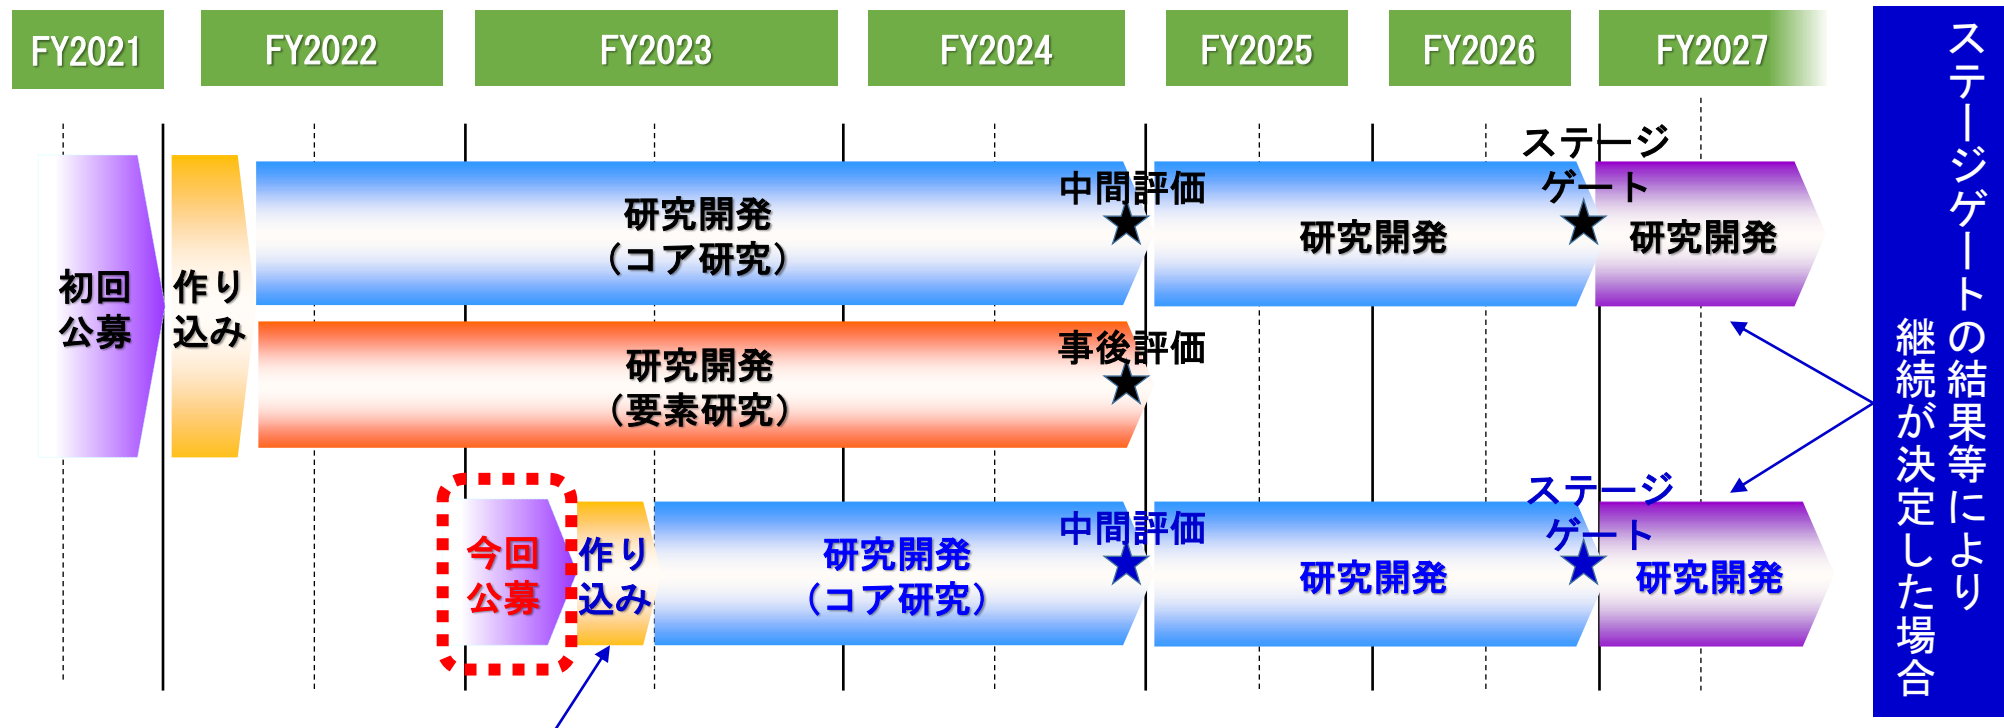 FY2021
FY2022
FY2023
FY2024
FY2025
FY2026
FY2027
初回
公募
作り
込み
研究開発
（コア研究）
中間評価
研究開発
ステージ
ゲート
研究開発
研究開発
（要素研究）
事後評価
今回
公募
作り
込み
研究開発
（コア研究）
中間評価
研究開発
ステージ
ゲート
研究開発
ステージゲートの結果等により
継続が決定した場合